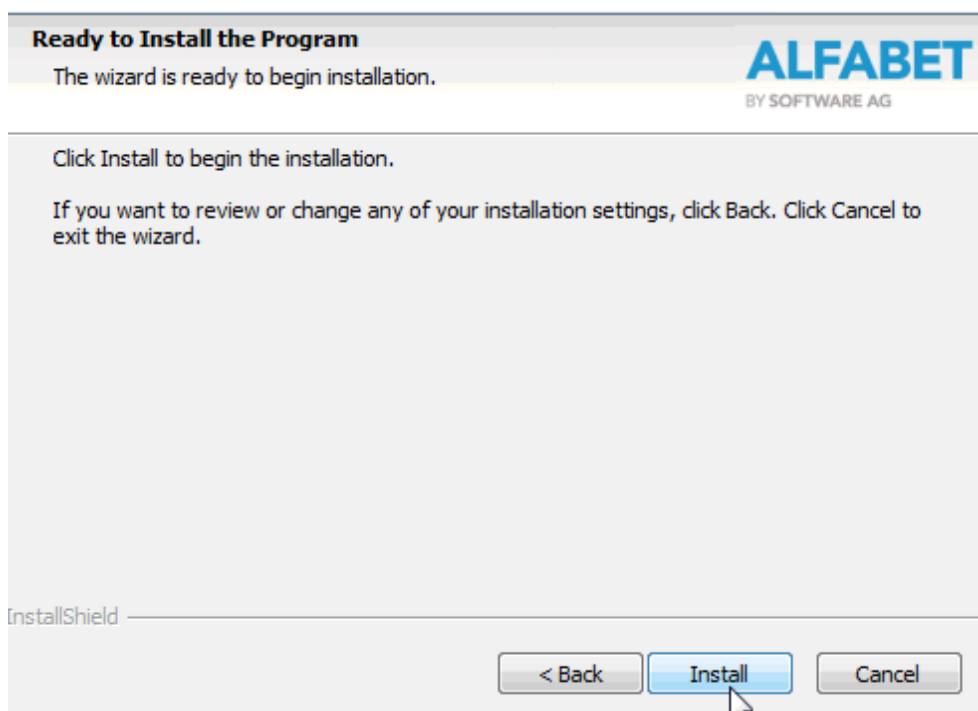 Ready to Install the Program
The wizard is ready to begin installation.
ALFABET
BY SOFTWARE AG
Click Install to begin the installation.
If you want to review or change any of your installation settings, click Back. Click Cancel to
exit the wizard.
InstallShield
< Back
Install
Cancel